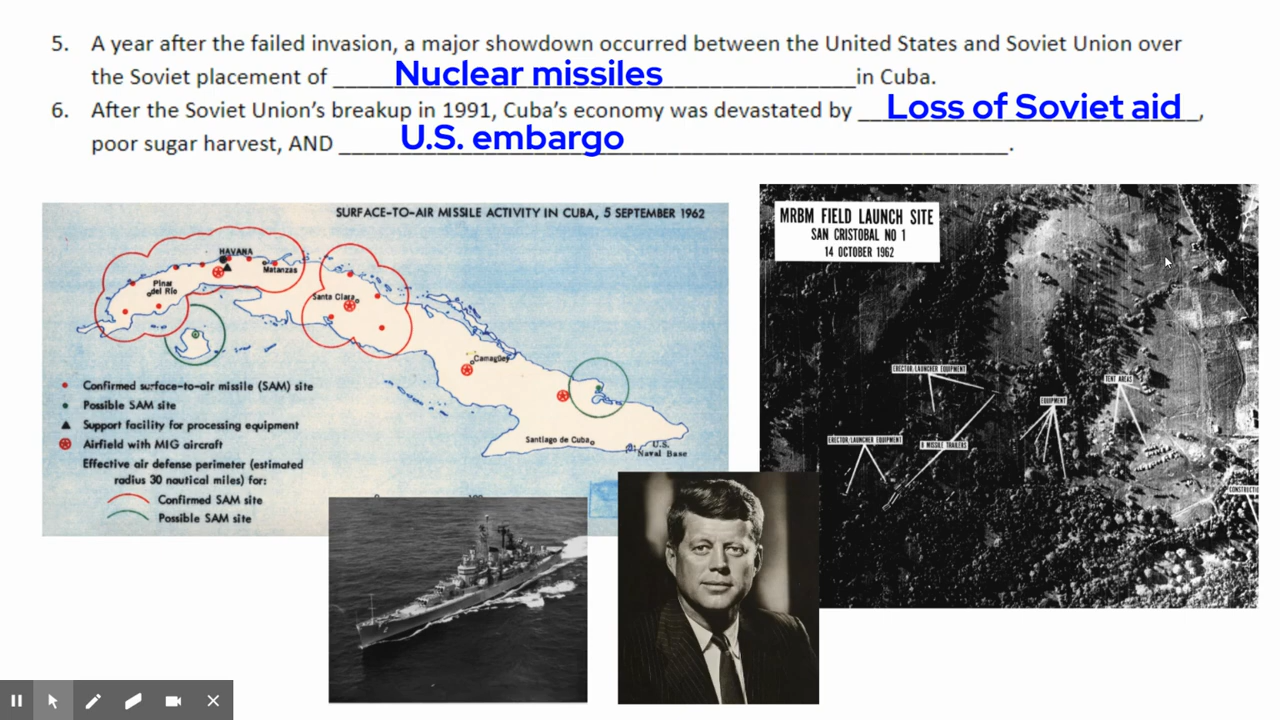 5. A year after the failed invasion, a major showdown occurred between the United States and Soviet Union over
the Soviet placement of Nuclear missiles in Cuba.
6. After the Soviet Union's breakup in 1991, Cuba's economy was devastated by Loss of Soviet aid,
poor sugar harvest, AND U.S. embargo.
SURFACE-TO-AIR MISSILE ACTIVITY IN CUBA, 5 SEPTEMBER 1962
HAVANA
Matanzas
Pinar
del Río
Santa Clara
Camagüey
Santiago de Cuba
U.S.
Naval Base
Confirmed surface-to-air missile (SAM) site
Possible SAM site
Support facility for processing equipment
Airfield with MIG aircraft
Effective air defense perimeter (estimated
radius 30 nautical miles) for:
Confirmed SAM site
Possible SAM site
0 100
MRBM FIELD LAUNCH SITE
SAN CRISTOBAL NO 1
14 OCTOBER 1962
ERECTOR/LAUNCHER EQUIPMENT
TENT AREAS
EQUIPMENT
ERECTOR/LAUNCHER EQUIPMENT
8 MISSILE TRAILERS